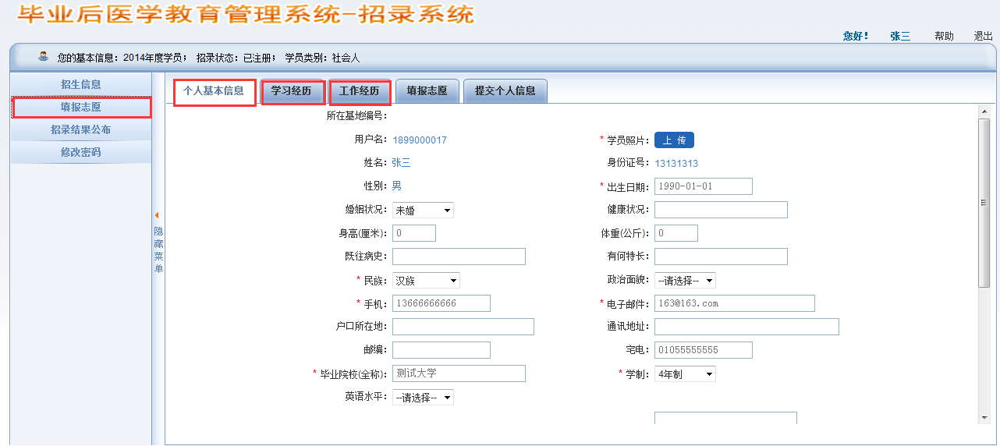 毕业后医学教育管理系统-招录系统
您好! 张三 帮助 退出
您的基本信息: 2014年度学员; 招录状态: 已注册; 学员类别: 社会人
招生信息
填报志愿
招录结果公布
修改密码
隐藏菜单
个人基本信息 学习经历 工作经历 填报志愿 提交个人信息
所在基地编号:
用户名: 1899000017 * 学员照片: 上 传
姓名: 张三 身份证号: 13131313
性别: 男 * 出生日期: 1990-01-01
婚姻状况: 未婚 健康状况:
身高(厘米): 0 体重(公斤): 0
既往病史: 有何特长:
* 民族: 汉族 政治面貌: --请选择--
* 手机: 13666666666 * 电子邮件: 163@163.com
户口所在地: 通讯地址:
邮编: 宅电: 01055555555
* 毕业院校(全称): 测试大学 * 学制: 4年制
英语水平: --请选择--